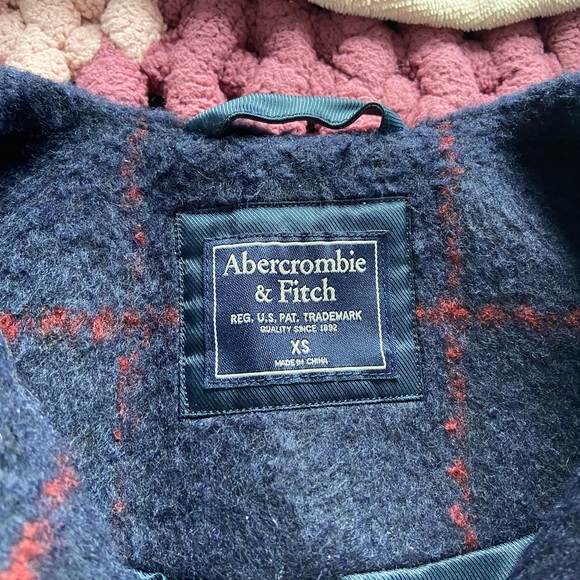 Abercrombie
& Fitch
REG. U.S. PAT. TRADEMARK
QUALITY SINCE 1892
XS
MADE IN CHINA